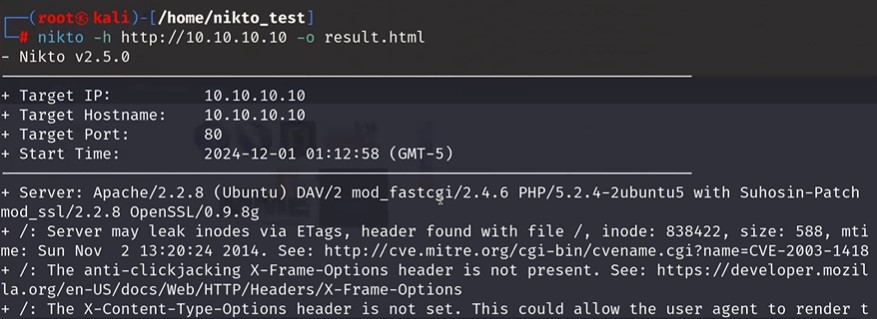 ┌──(root㉿kali)-[/home/nikto_test]
└─# nikto -h http://10.10.10.10 -o result.html
- Nikto v2.5.0
+ Target IP:          10.10.10.10
+ Target Hostname:    10.10.10.10
+ Target Port:        80
+ Start Time:         2024-12-01 01:12:58 (GMT-5)
+ Server: Apache/2.2.8 (Ubuntu) DAV/2 mod_fastcgi/2.4.6 PHP/5.2.4-2ubuntu5 with Suhosin-Patch
mod_ssl/2.2.8 OpenSSL/0.9.8g
+ /: Server may leak inodes via ETags, header found with file /, inode: 838422, size: 588, mti
me: Sun Nov  2 13:20:24 2014. See: http://cve.mitre.org/cgi-bin/cvename.cgi?name=CVE-2003-1418
+ /: The anti-clickjacking X-Frame-Options header is not present. See: https://developer.mozil
la.org/en-US/docs/Web/HTTP/Headers/X-Frame-Options
+ /: The X-Content-Type-Options header is not set. This could allow the user agent to render t